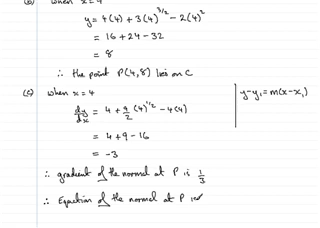 (b) when x=4
y = 4(4) + 3(4)^{3/2} - 2(4)^2
= 16 + 24 - 32
= 8
∴ the point P(4,8) lies on C
(c) when x=4
dy/dx = 4 + 9/2 (4)^{1/2} - 4(4)
y-y₁=m(x-x₁)
= 4 + 9 - 16
= -3
∴ gradient of the normal at P is 1/3
∴ Equation of the normal at P is